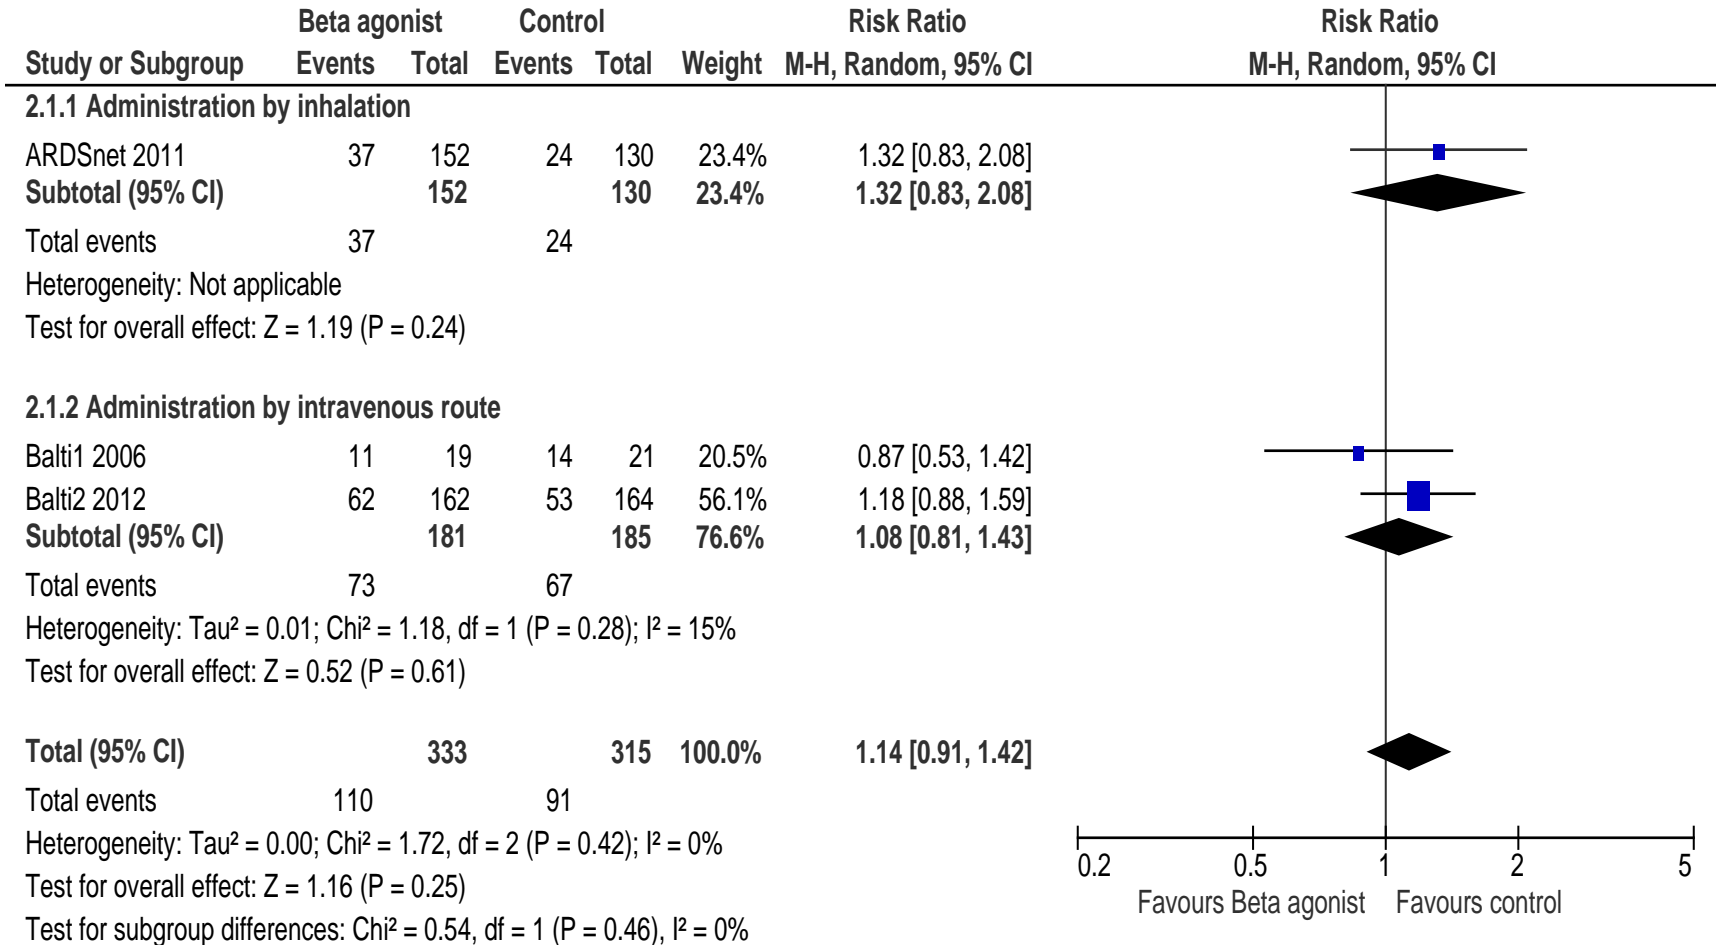 Beta agonist Control Risk Ratio Risk Ratio
Study or Subgroup Events Total Events Total Weight M-H, Random, 95% CI M-H, Random, 95% CI
2.1.1 Administration by inhalation
ARDSnet 2011 37 152 24 130 23.4% 1.32 [0.83, 2.08]
Subtotal (95% CI) 152 130 23.4% 1.32 [0.83, 2.08]
Total events 37 24
Heterogeneity: Not applicable
Test for overall effect: Z = 1.19 (P = 0.24)
2.1.2 Administration by intravenous route
Balti1 2006 11 19 14 21 20.5% 0.87 [0.53, 1.42]
Balti2 2012 62 162 53 164 56.1% 1.18 [0.88, 1.59]
Subtotal (95% CI) 181 185 76.6% 1.08 [0.81, 1.43]
Total events 73 67
Heterogeneity: Tau² = 0.01; Chi² = 1.18, df = 1 (P = 0.28); I² = 15%
Test for overall effect: Z = 0.52 (P = 0.61)
Total (95% CI) 333 315 100.0% 1.14 [0.91, 1.42]
Total events 110 91
Heterogeneity: Tau² = 0.00; Chi² = 1.72, df = 2 (P = 0.42); I² = 0%
Test for overall effect: Z = 1.16 (P = 0.25)
Test for subgroup differences: Chi² = 0.54, df = 1 (P = 0.46), I² = 0%
0.2 0.5 1 2 5
Favours Beta agonist Favours control